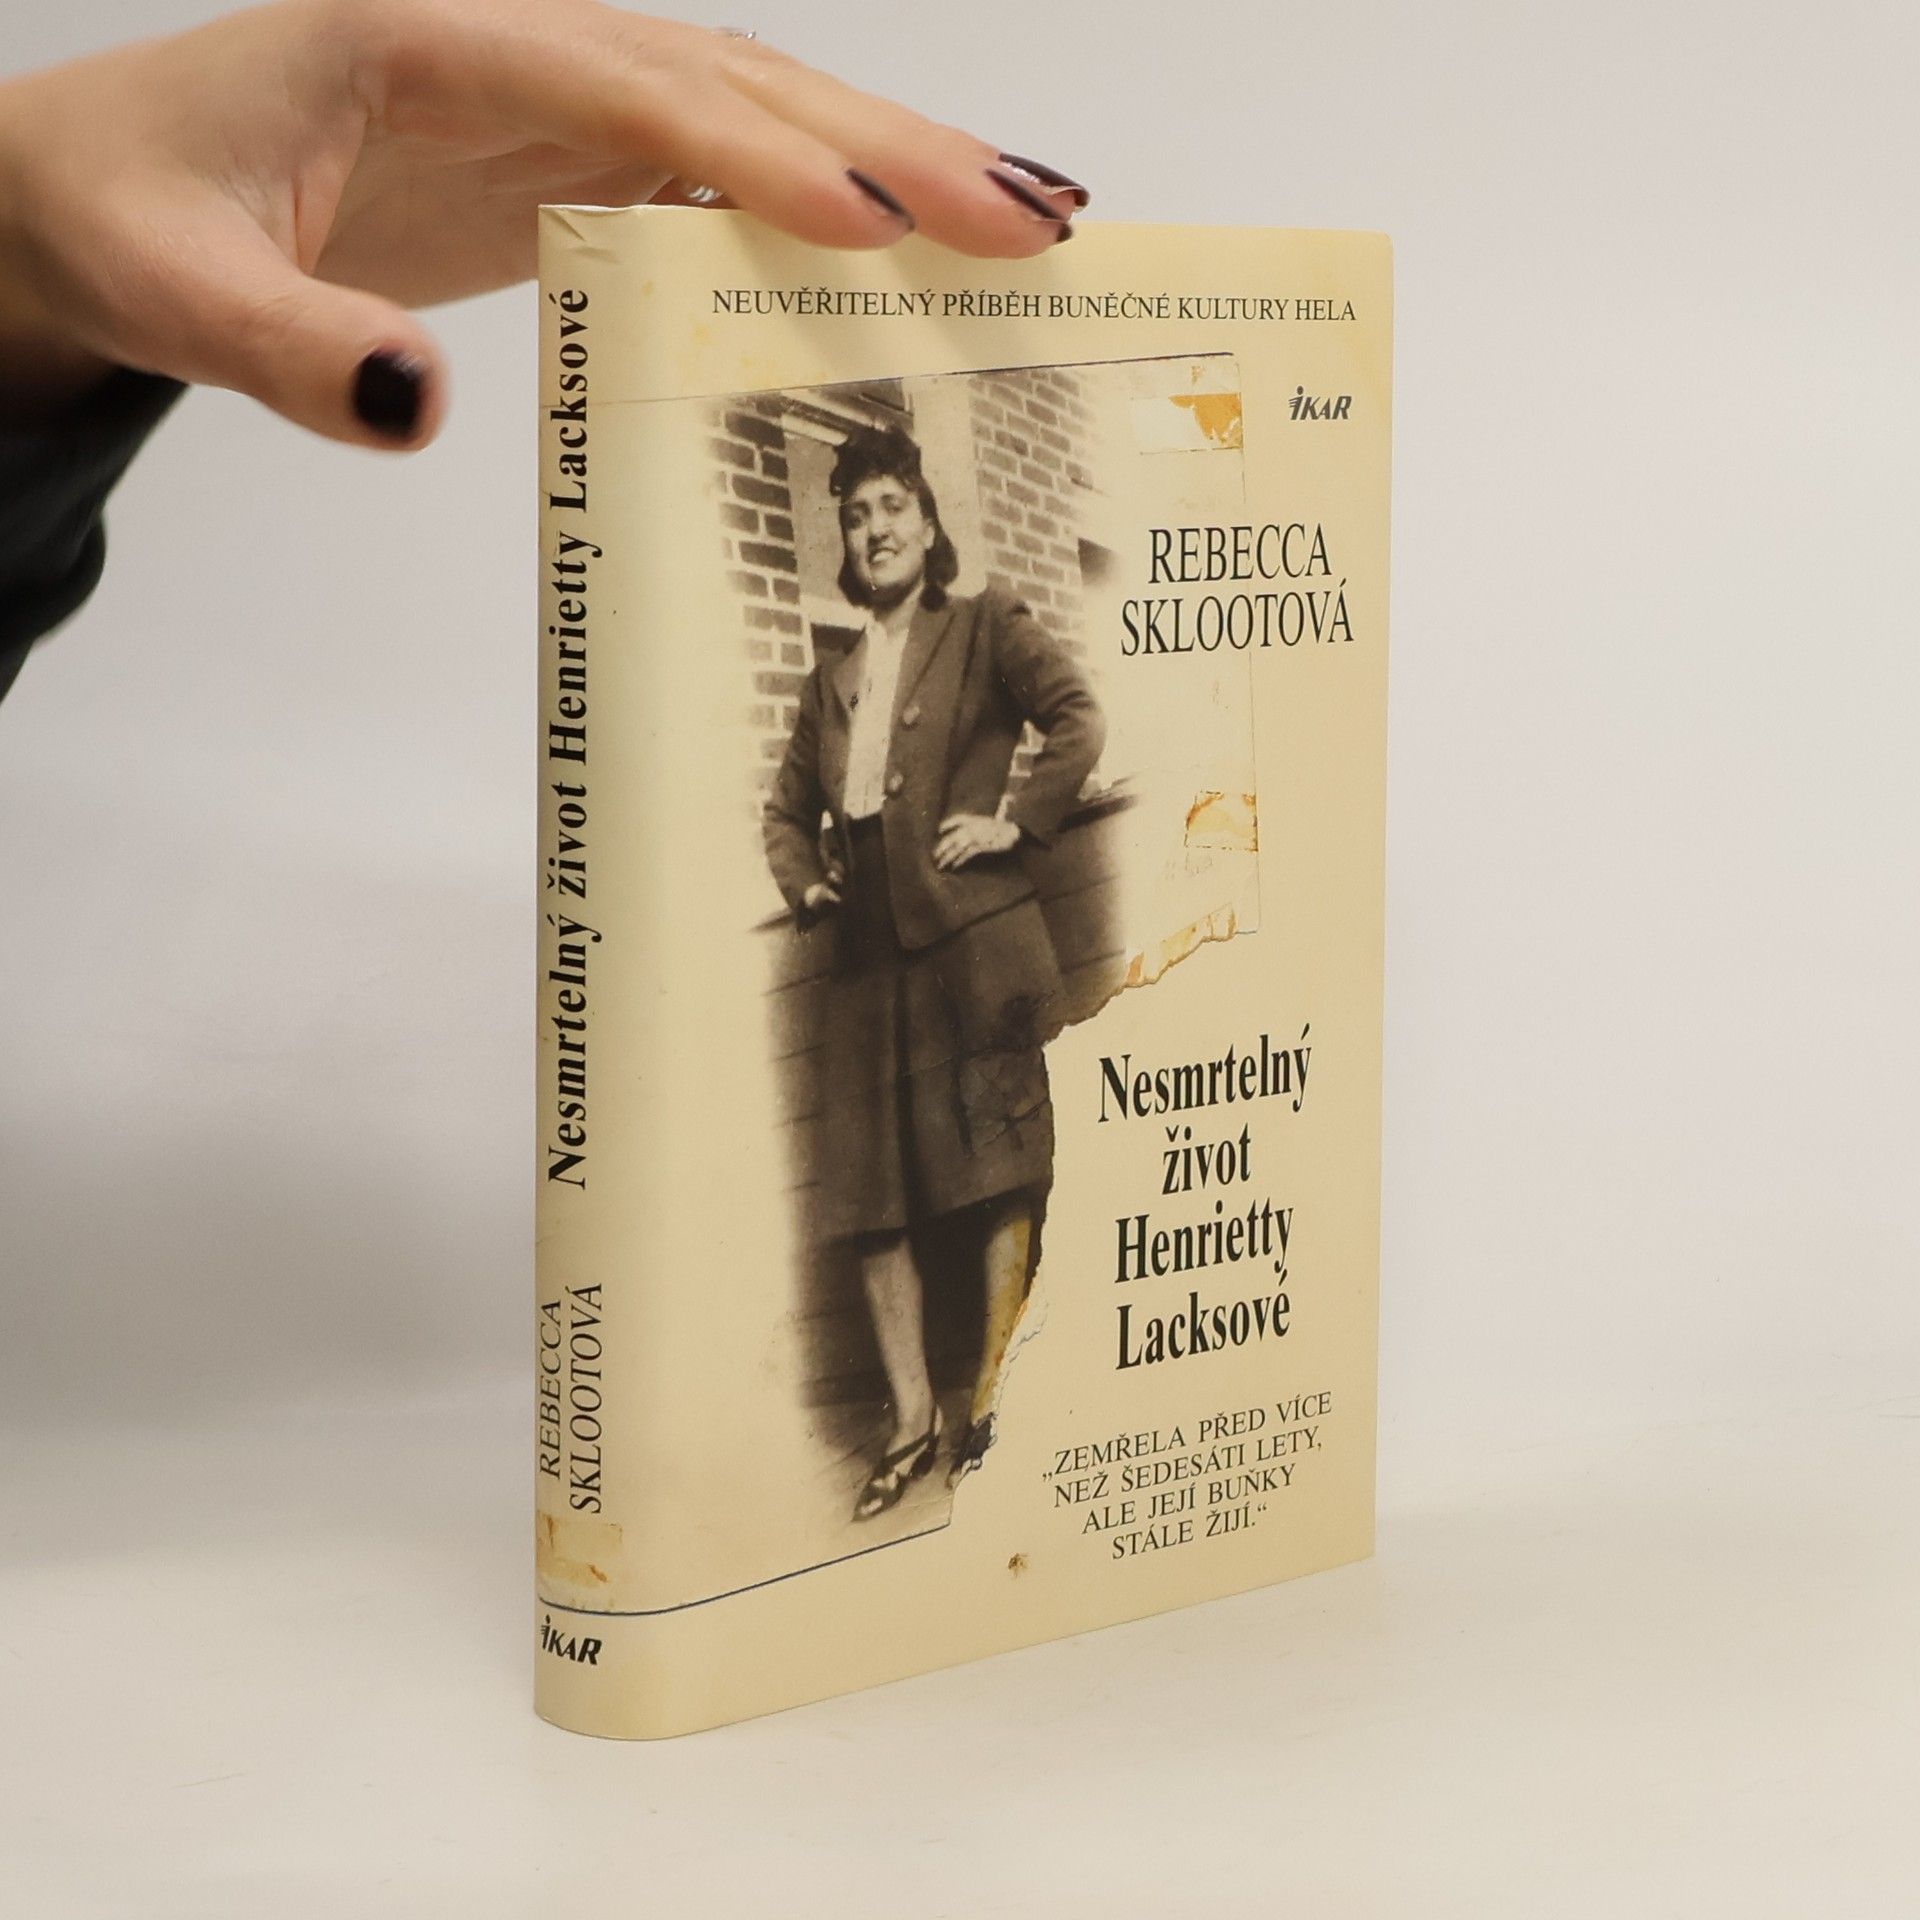 NEUVĚŘITELNÝ PŘÍBĚH BUNĚČNÉ KULTURY HELA
IKAR
REBECCA
SKLOOTOVÁ
Nesmrtelný
život
Henrietty
Lacksové
„ZEMŘELA PŘED VÍCE
NEŽ ŠEDESÁTI LETY,
ALE JEJÍ BUŇKY
STÁLE ŽIJÍ.“
Nesmrtelný život Henrietty Lacksové
REBECCA
SKLOOTOVÁ
IKAR